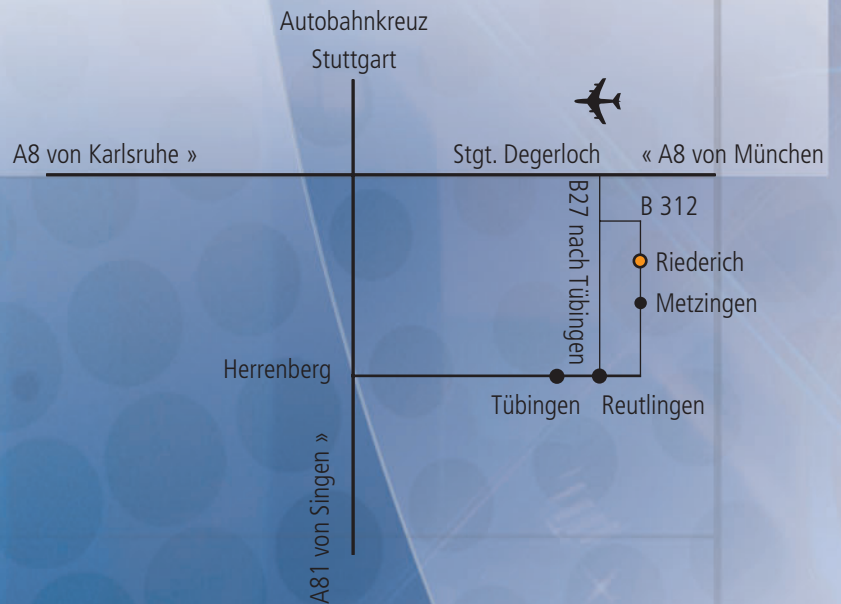 Autobahnkreuz
Stuttgart
A8 von Karlsruhe »
Stgt. Degerloch
« A8 von München
B27 nach Tübingen
B 312
Riederich
Metzingen
Herrenberg
Tübingen
Reutlingen
A81 von Singen »